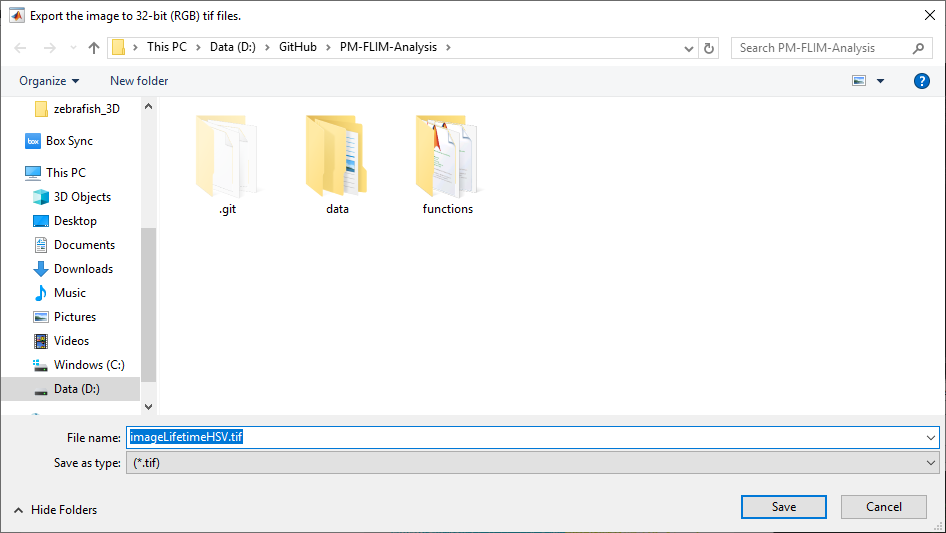 Export the image to 32-bit (RGB) tif files.
This PC > Data (D:) > GitHub > PM-FLIM-Analysis >
Search PM-FLIM-Analysis
Organize
New folder
?
zebrafish_3D
box Box Sync
This PC
3D Objects
Desktop
Documents
Downloads
Music
Pictures
Videos
Windows (C:)
Data (D:)
.git
data
functions
File name: imageLifetimeHSV.tif
Save as type: (*.tif)
Hide Folders
Save
Cancel